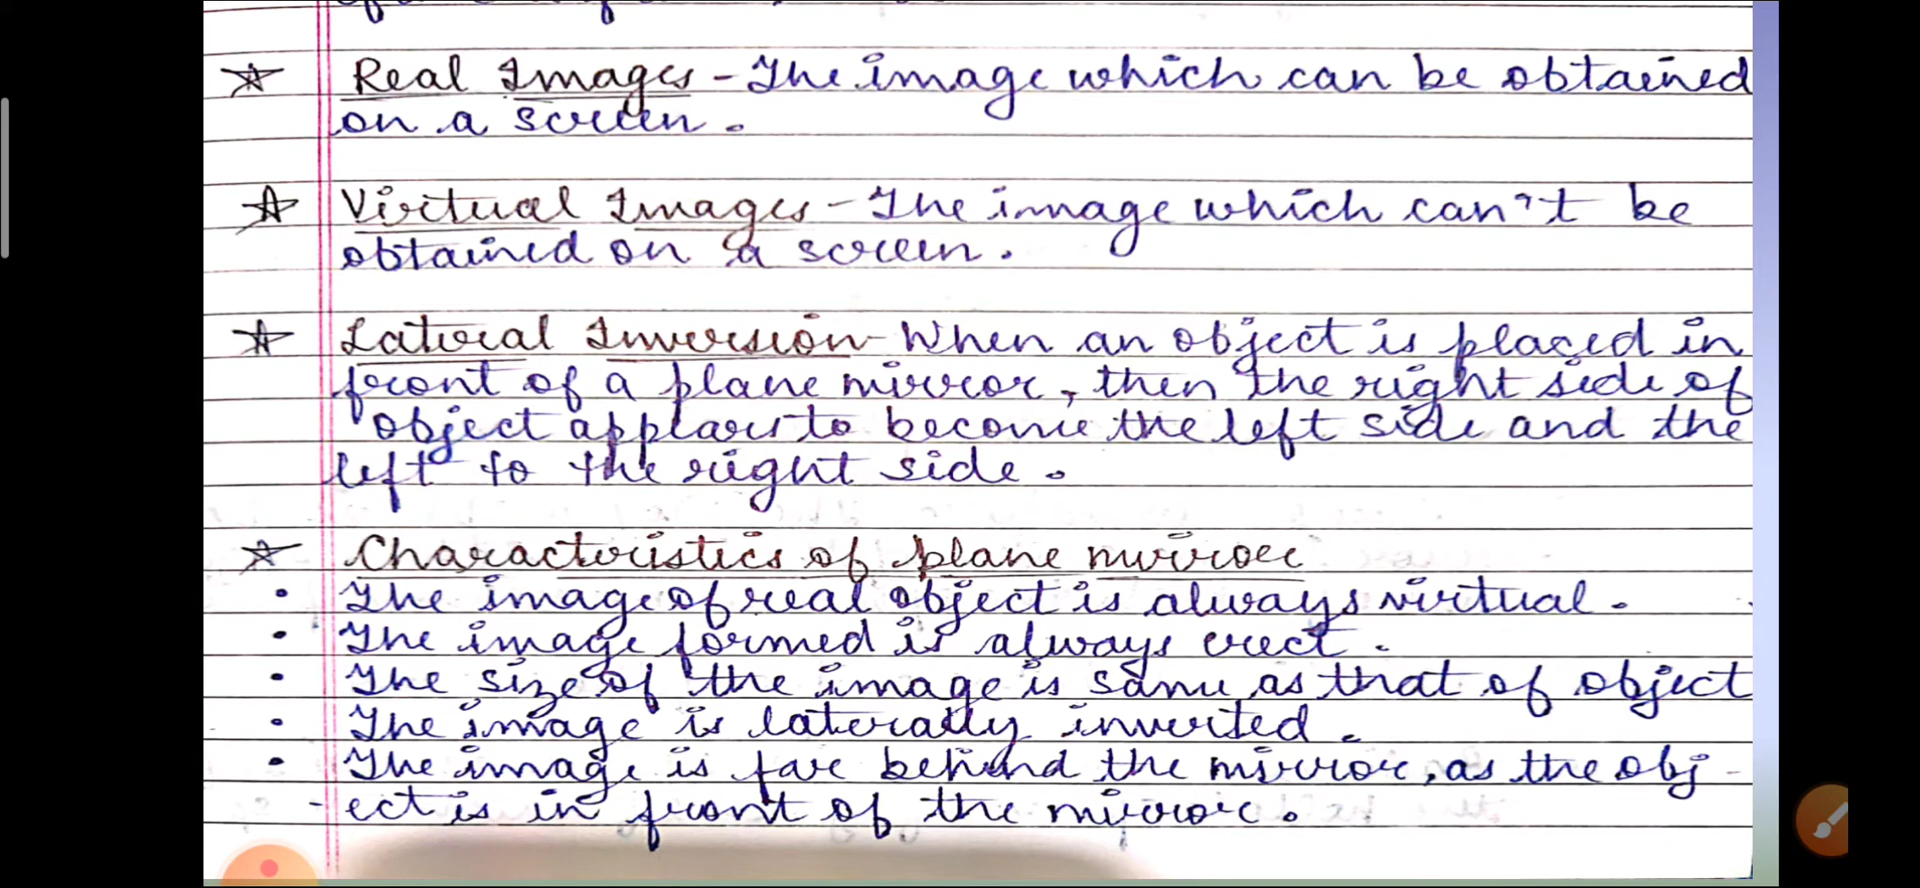 ☆ Real Images - The image which can be obtained
on a screen.
☆ Virtual Images - The image which can't be
obtained on a screen.
☆ Lateral Inversion - When an object is placed in
front of a plane mirror, then the right side of
object appears to become the left side and the
left to the right side.
☆ Characteristics of plane mirror
• The image of real object is always virtual.
• The image formed is always erect.
• The size of the image is same as that of object
• The image is laterally inverted.
• The image is far behind the mirror, as the obj-
-ect is in front of the mirror.